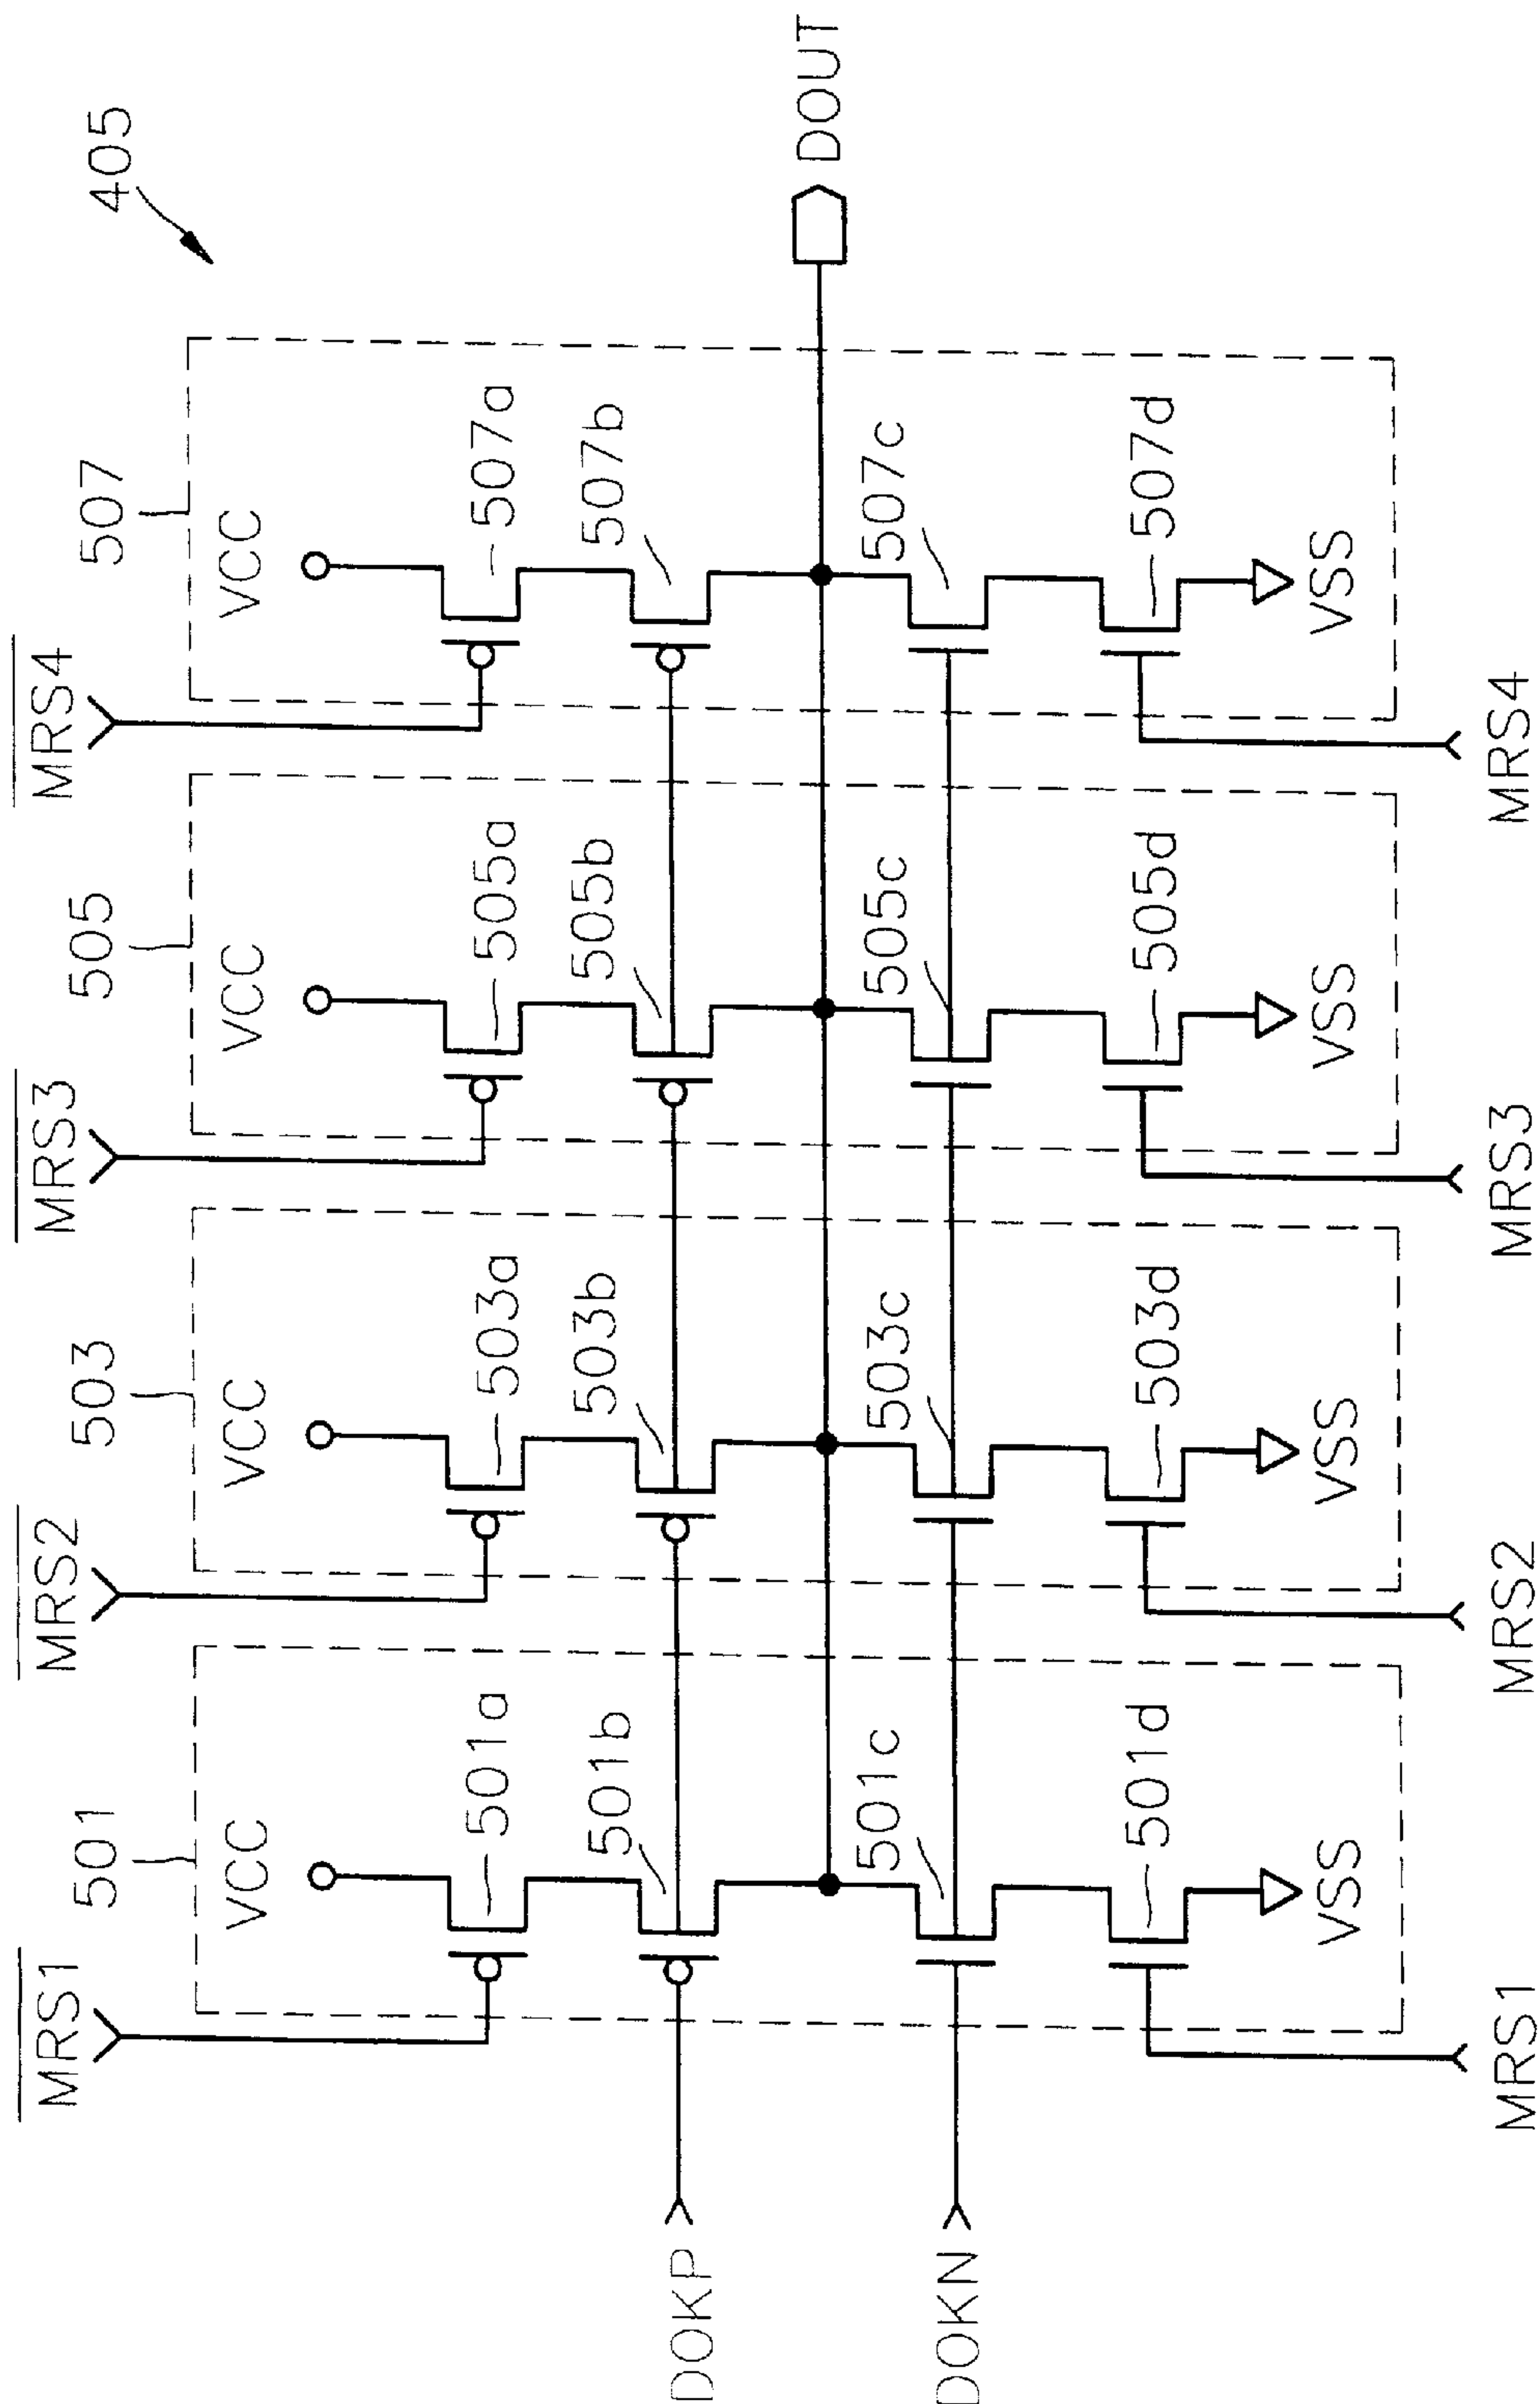 405
501
503
505
507
MRS1
MRS2
MRS3
MRS4
VCC
VCC
VCC
VCC
501a
503a
505a
507a
501b
503b
505b
507b
DOKP
DOUT
501c
503c
505c
507c
DOKN
501d
503d
505d
507d
VSS
VSS
VSS
VSS
MRS1
MRS2
MRS3
MRS4